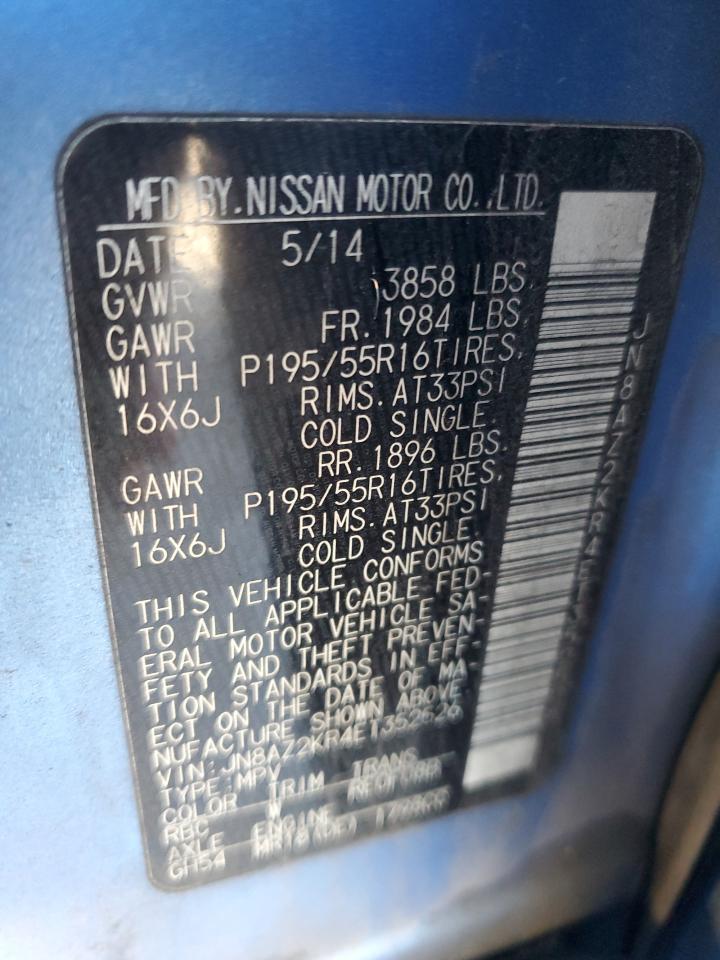 MFD BY.NISSAN MOTOR CO.,LTD.
DATE 5/14
GVWR 3858 LBS.
GAWR FR.1984 LBS.
WITH P195/55R16TIRES,
16X6J RIMS.AT33PSI
COLD SINGLE.
GAWR RR.1896 LBS.
WITH P195/55R16TIRES,
16X6J RIMS.AT33PSI
COLD SINGLE.
THIS VEHICLE CONFORMS
TO ALL APPLICABLE FED-
ERAL MOTOR VEHICLE SA-
FETY AND THEFT PREVEN-
TION STANDARDS IN EFF-
ECT ON THE DATE OF MA-
NUFACTURE SHOWN ABOVE
VIN:JN8AZ2KR4ET352626
TYPE:MPV
COLOR TRIM TRANS
RBC W
AXLE ENGINE
GH54